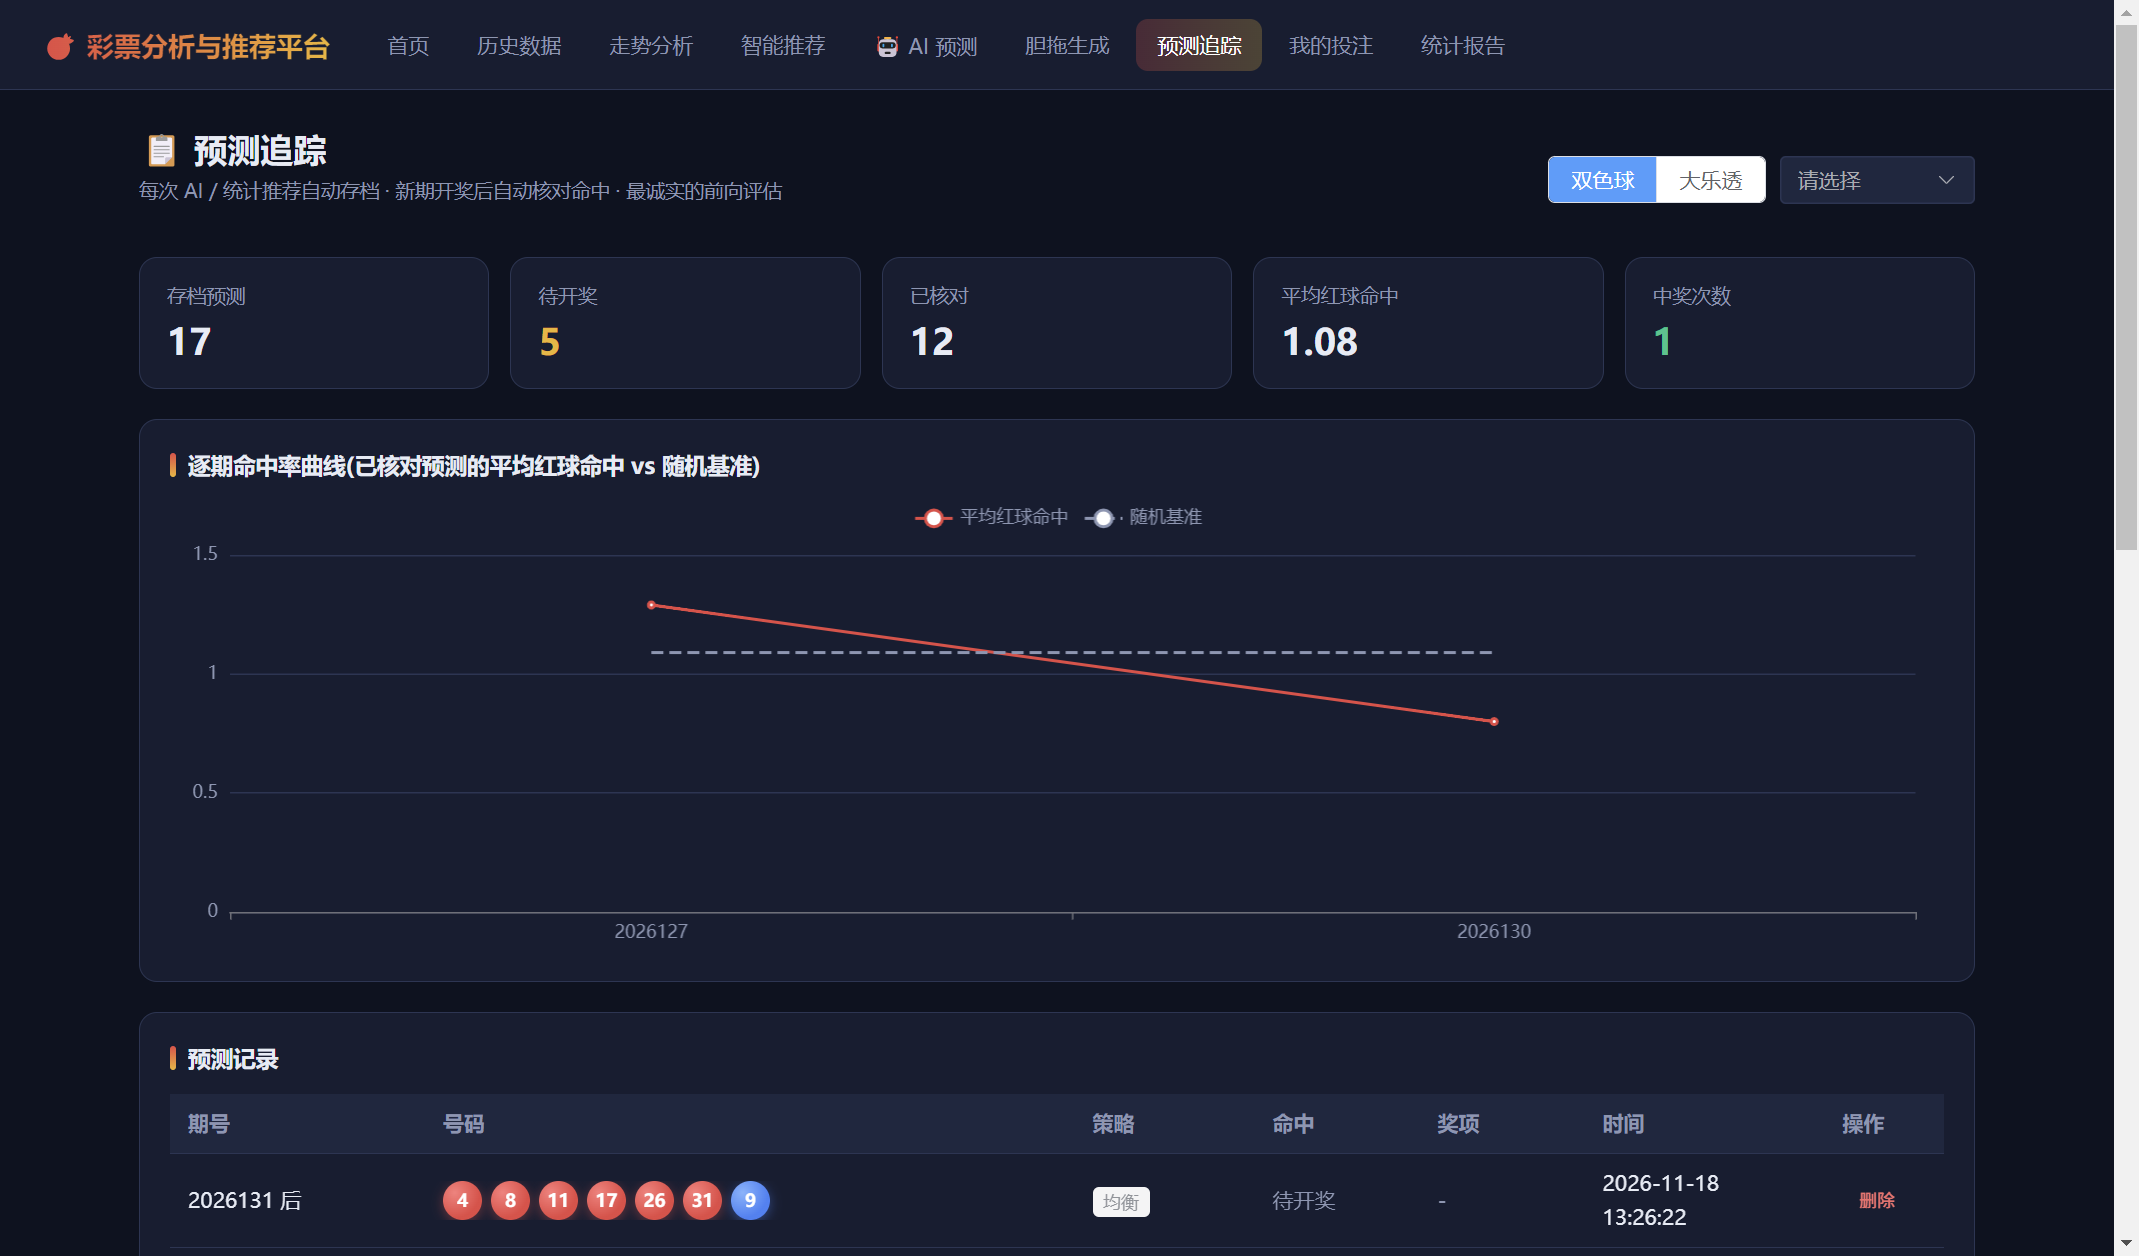 彩票分析与推荐平台
首页
历史数据
走势分析
智能推荐
AI 预测
胆拖生成
预测追踪
我的投注
统计报告
预测追踪
每次 AI / 统计推荐自动存档 · 新期开奖后自动核对命中 · 最诚实的前向评估
双色球
大乐透
请选择
存档预测
17
待开奖
5
已核对
12
平均红球命中
1.08
中奖次数
1
逐期命中率曲线(已核对预测的平均红球命中 vs 随机基准)
平均红球命中
随机基准
1.5
1
0.5
0
2026127
2026130
预测记录
期号
号码
策略
命中
奖项
时间
操作
2026131 后
4 8 11 17 26 31 9
均衡
待开奖
-
2026-11-18
13:26:22
删除